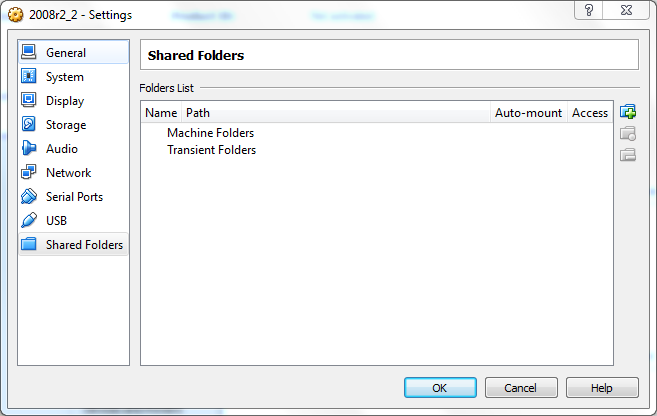 2008r2_2 - Settings
General
System
Display
Storage
Audio
Network
Serial Ports
USB
Shared Folders
Shared Folders
Folders List
Name Path Auto-mount Access
Machine Folders
Transient Folders
OK Cancel Help